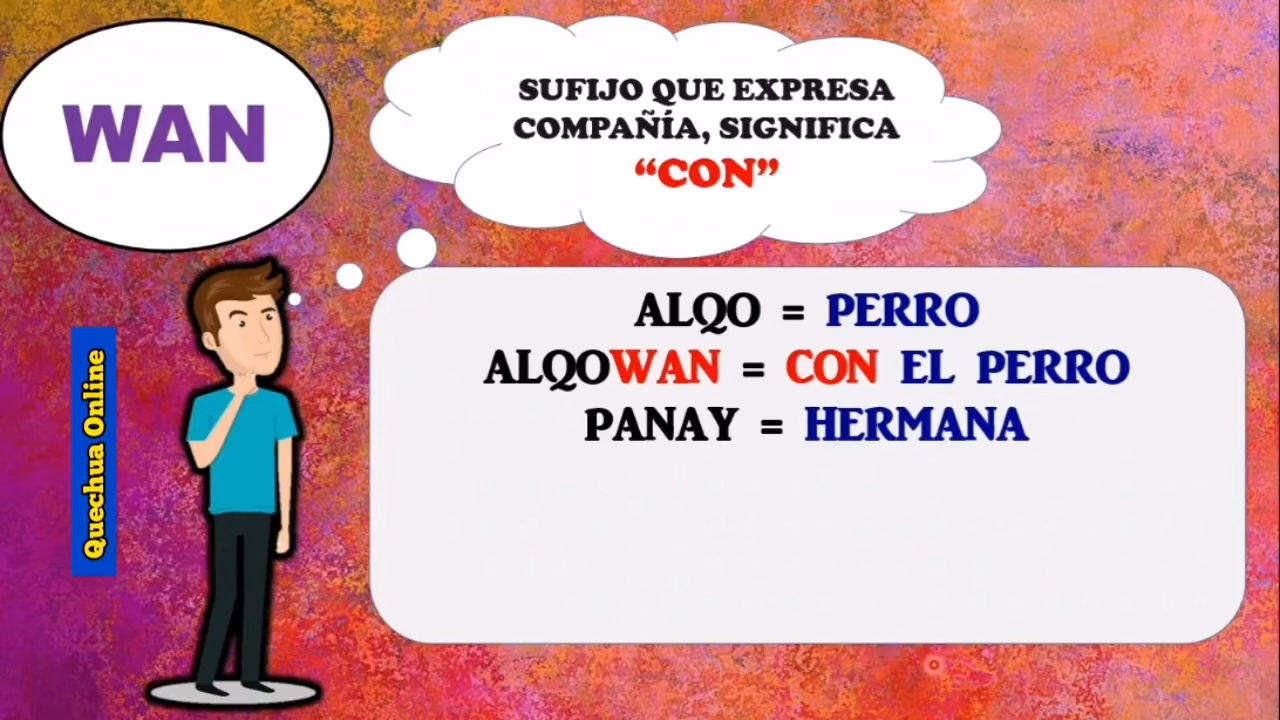 WAN
SUFIJO QUE EXPRESA
COMPAÑÍA, SIGNIFICA
“CON”
ALQO = PERRO
ALQOWAN = CON EL PERRO
PANAY = HERMANA
Quechua Online